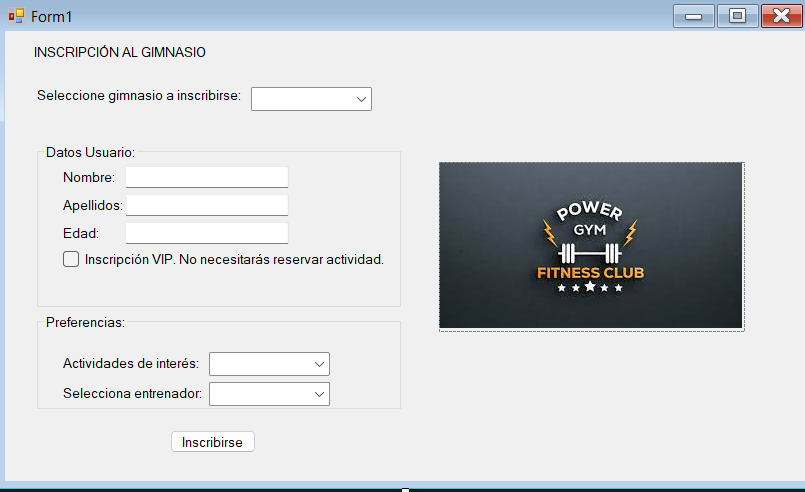 Form1
INSCRIPCIÓN AL GIMNASIO
Seleccione gimnasio a inscribirse:
Datos Usuario:
Nombre:
Apellidos:
Edad:
Inscripción VIP. No necesitarás reservar actividad.
Preferencias:
Actividades de interés:
Selecciona entrenador:
Inscribirse
POWER
GYM
FITNESS CLUB